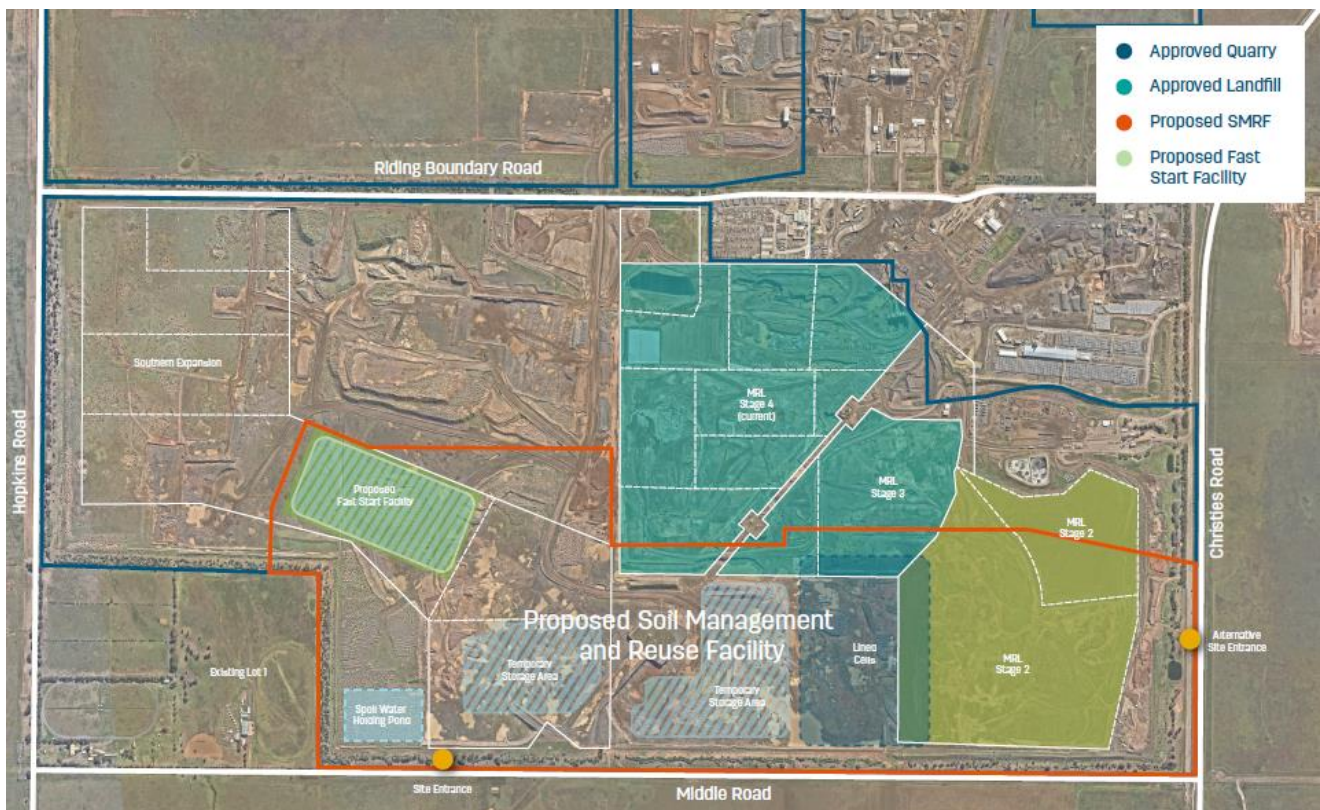 Approved Quarry
Approved Landfill
Proposed SMRF
Proposed Fast
Start Facility
Riding Boundary Road
Southern Expansion
MRL
Stage 4
(current)
Hopkins Road
Christies Road
Proposed
Fast Start Facility
MRL
Stage 3
MRL
Stage 2
Proposed Soil Management
and Reuse Facility
Existing Lot 1
Temporary
Storage Area
Temporary
Storage Area
Lined
Cells
MRL
Stage 2
Alternative
Site Entrance
Spoil Water
Holding Pond
Site Entrance
Middle Road